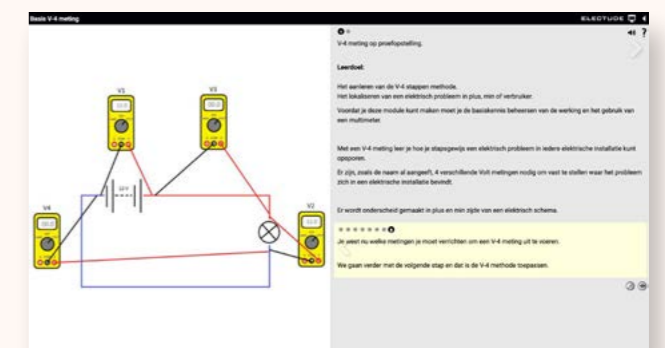 Basis V-4 meting
ELECTUDE
V-4 meting op proefopstelling.
Leerdoel:
Het aanleren van de V-4 stappen methode.
Het lokaliseren van een elektrisch probleem in plus, min of verbruiker.
Voordat je deze module kunt maken moet je de basiskennis beheersen van de werking en het gebruik van
een multimeter.
Met een V-4 meting leer je hoe je stapsgewijs een elektrisch probleem in iedere elektrische installatie kunt
opsporen.
Er zijn, zoals de naam al aangeeft, 4 verschillende Volt metingen nodig om vast te stellen waar het probleem
zich in een elektrische installatie bevindt.
Er wordt onderscheid gemaakt in plus en min zijde van een elektrisch schema.
Je weet nu welke metingen je moet verrichten om een V-4 meting uit te voeren.
We gaan verder met de volgende stap en dat is de V-4 methode toepassen.
V1
V3
V4
V2
12 V